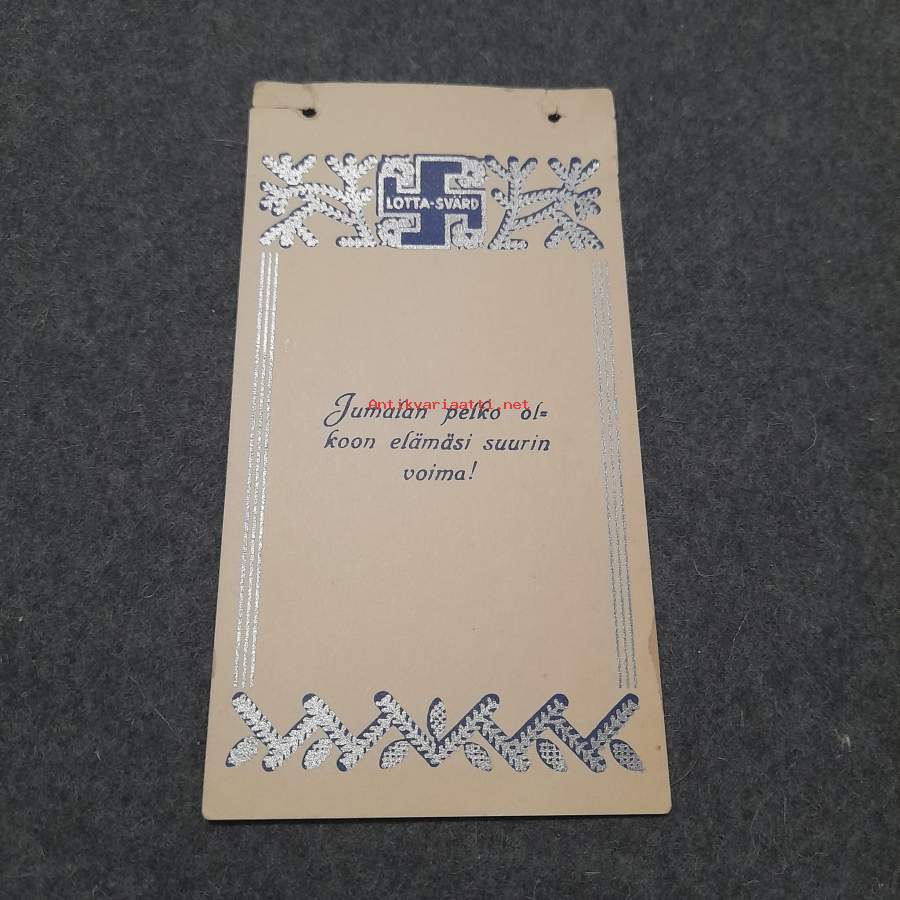 LOTTA-SVÄRD
Antikvariaatti.net
Jumalan pelko ol=
koon elämäsi suurin
voima!